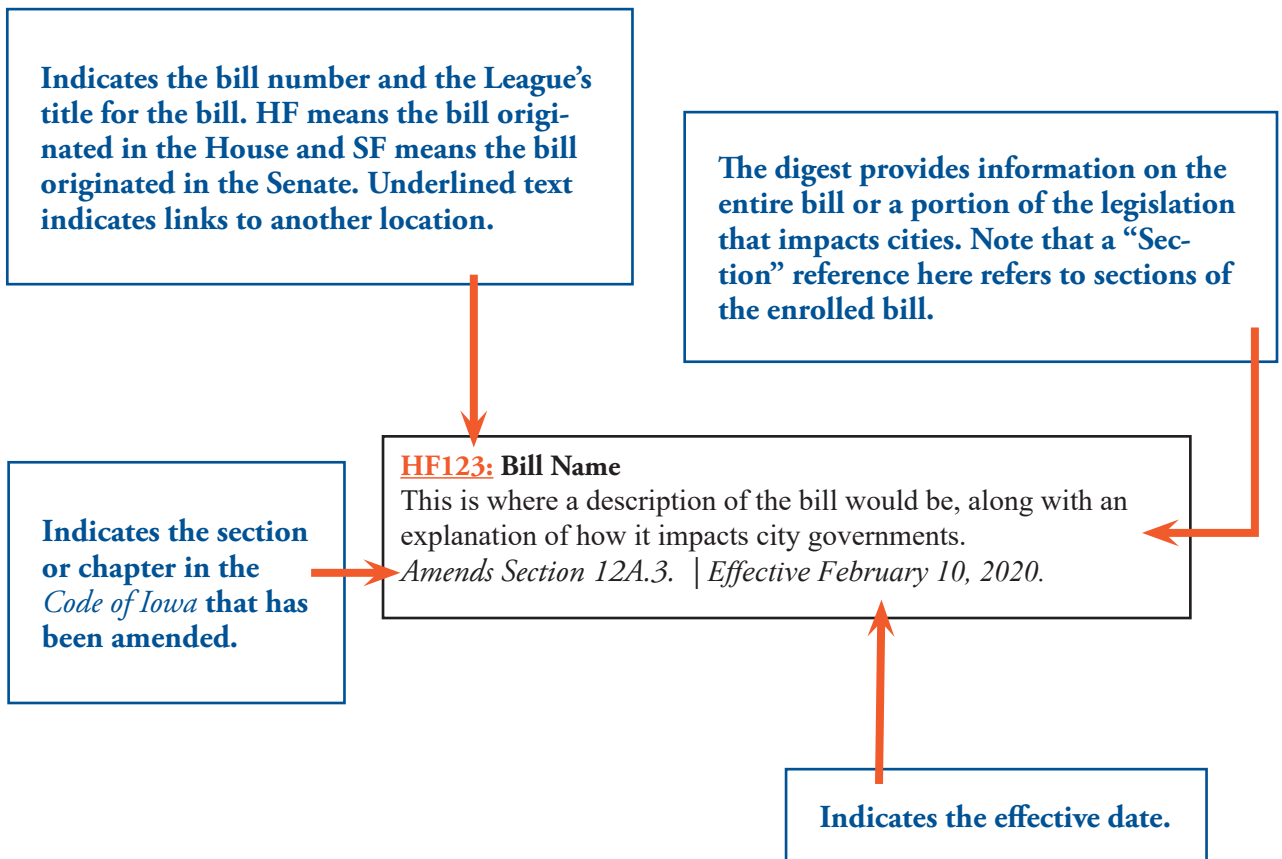 Indicates the bill number and the League’s
title for the bill. HF means the bill origi-
nated in the House and SF means the bill
originated in the Senate. Underlined text
indicates links to another location.
The digest provides information on the
entire bill or a portion of the legislation
that impacts cities. Note that a “Sec-
tion” reference here refers to sections of
the enrolled bill.
HF123: Bill Name
This is where a description of the bill would be, along with an
explanation of how it impacts city governments.
Amends Section 12A.3. | Effective February 10, 2020.
Indicates the section
or chapter in the
Code of Iowa that has
been amended.
Indicates the effective date.